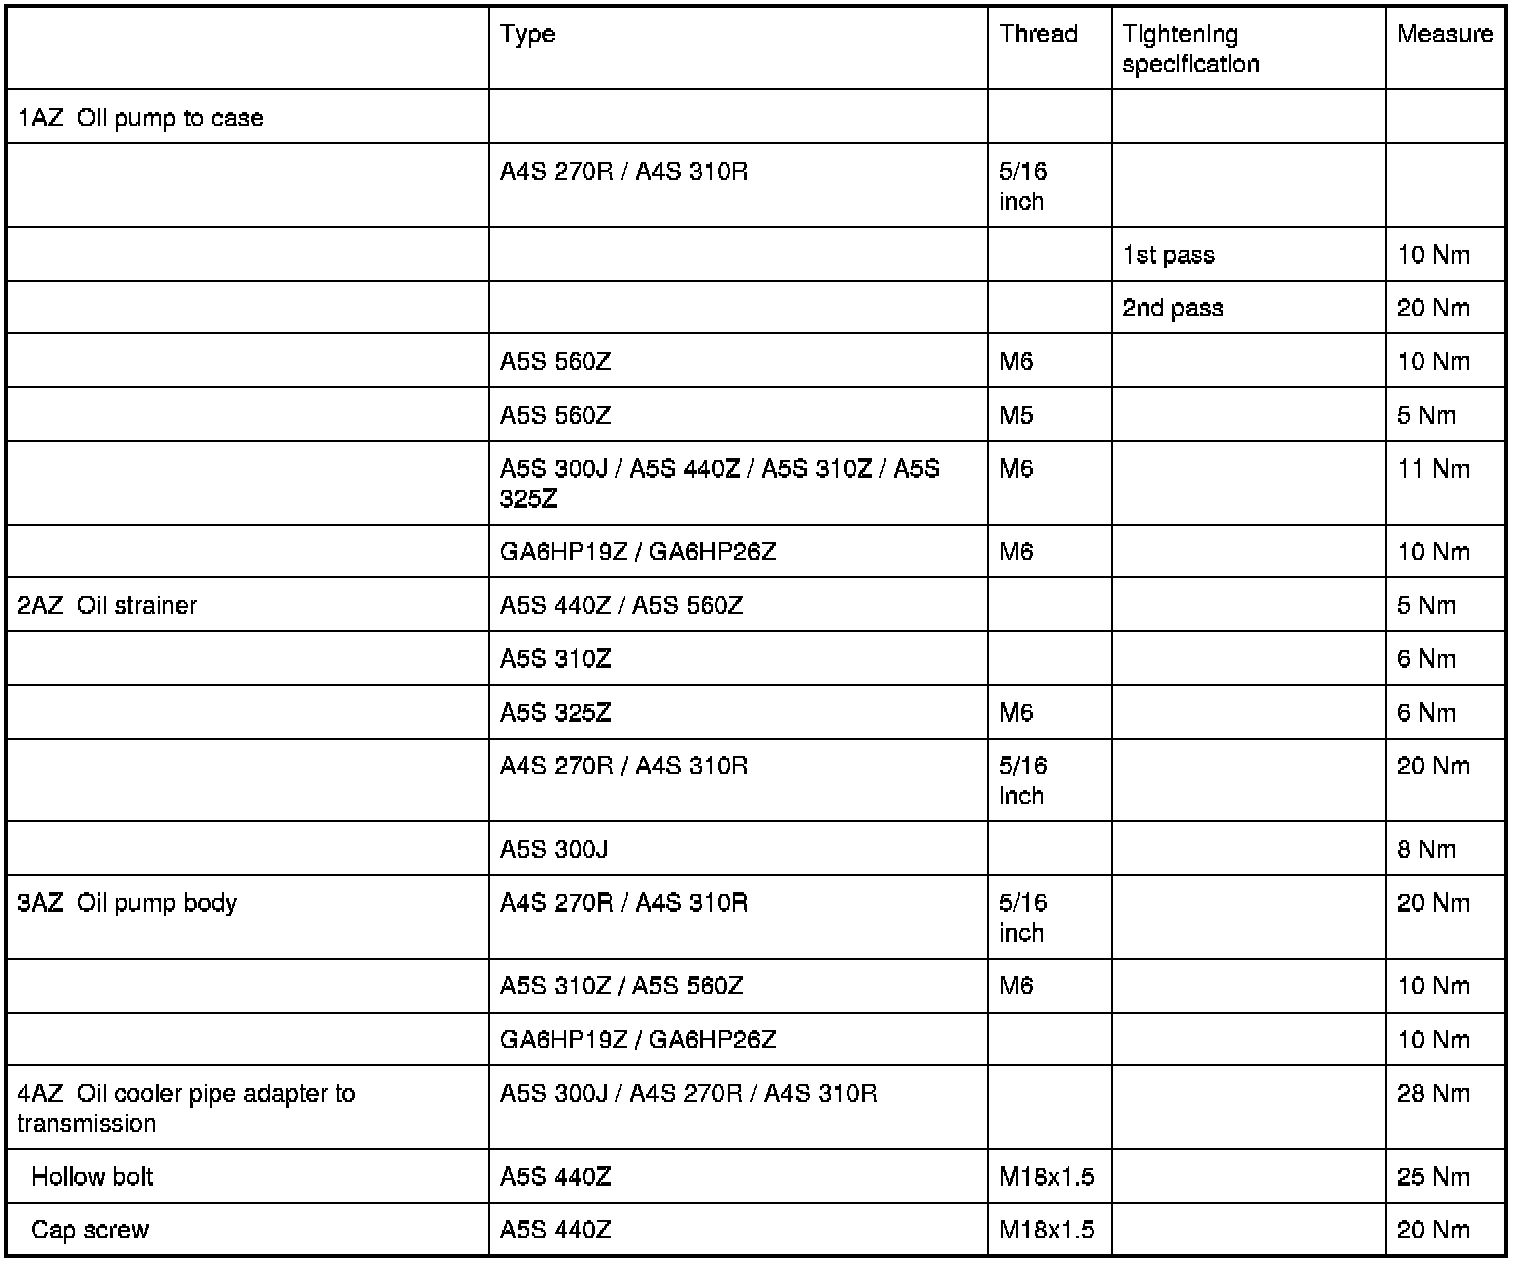 Type Thread Tightening Measure
specification
1AZ Oil pump to case
A4S 270R / A4S 310R 5/16
inch
1st pass 10 Nm
2nd pass 20 Nm
A5S 560Z M6 10 Nm
A5S 560Z M5 5 Nm
A5S 300J / A5S 440Z / A5S 310Z / A5S M6 11 Nm
325Z
GA6HP19Z / GA6HP26Z M6 10 Nm
2AZ Oil strainer A5S 440Z / A5S 560Z 5 Nm
A5S 310Z 6 Nm
A5S 325Z M6 6 Nm
A4S 270R / A4S 310R 5/16 20 Nm
inch
A5S 300J 8 Nm
3AZ Oil pump body A4S 270R / A4S 310R 5/16 20 Nm
inch
A5S 310Z / A5S 560Z M6 10 Nm
GA6HP19Z / GA6HP26Z 10 Nm
4AZ Oil cooler pipe adapter to A5S 300J / A4S 270R / A4S 310R 28 Nm
transmission
Hollow bolt A5S 440Z M18x1.5 25 Nm
Cap screw A5S 440Z M18x1.5 20 Nm